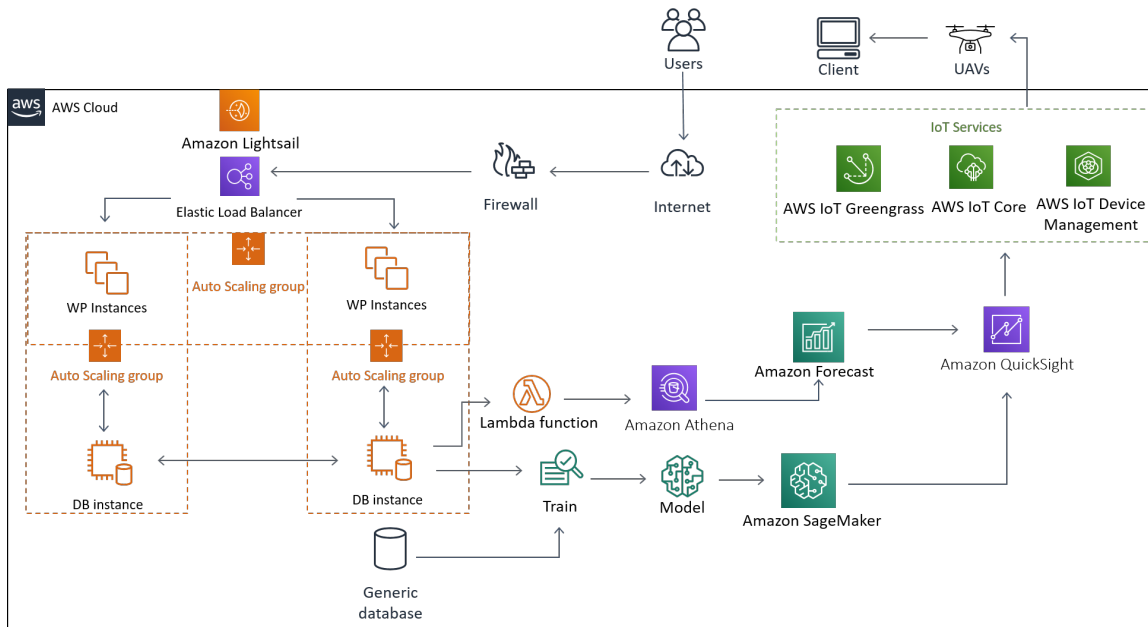 Users
Client
UAVs
aws
AWS Cloud
Amazon Lightsail
IoT Services
Elastic Load Balancer
Firewall
Internet
AWS IoT Greengrass
AWS IoT Core
AWS IoT Device
Management
WP Instances
Auto Scaling group
WP Instances
Auto Scaling group
Auto Scaling group
Amazon Forecast
Amazon QuickSight
Lambda function
Amazon Athena
DB instance
DB instance
Train
Model
Amazon SageMaker
Generic
database